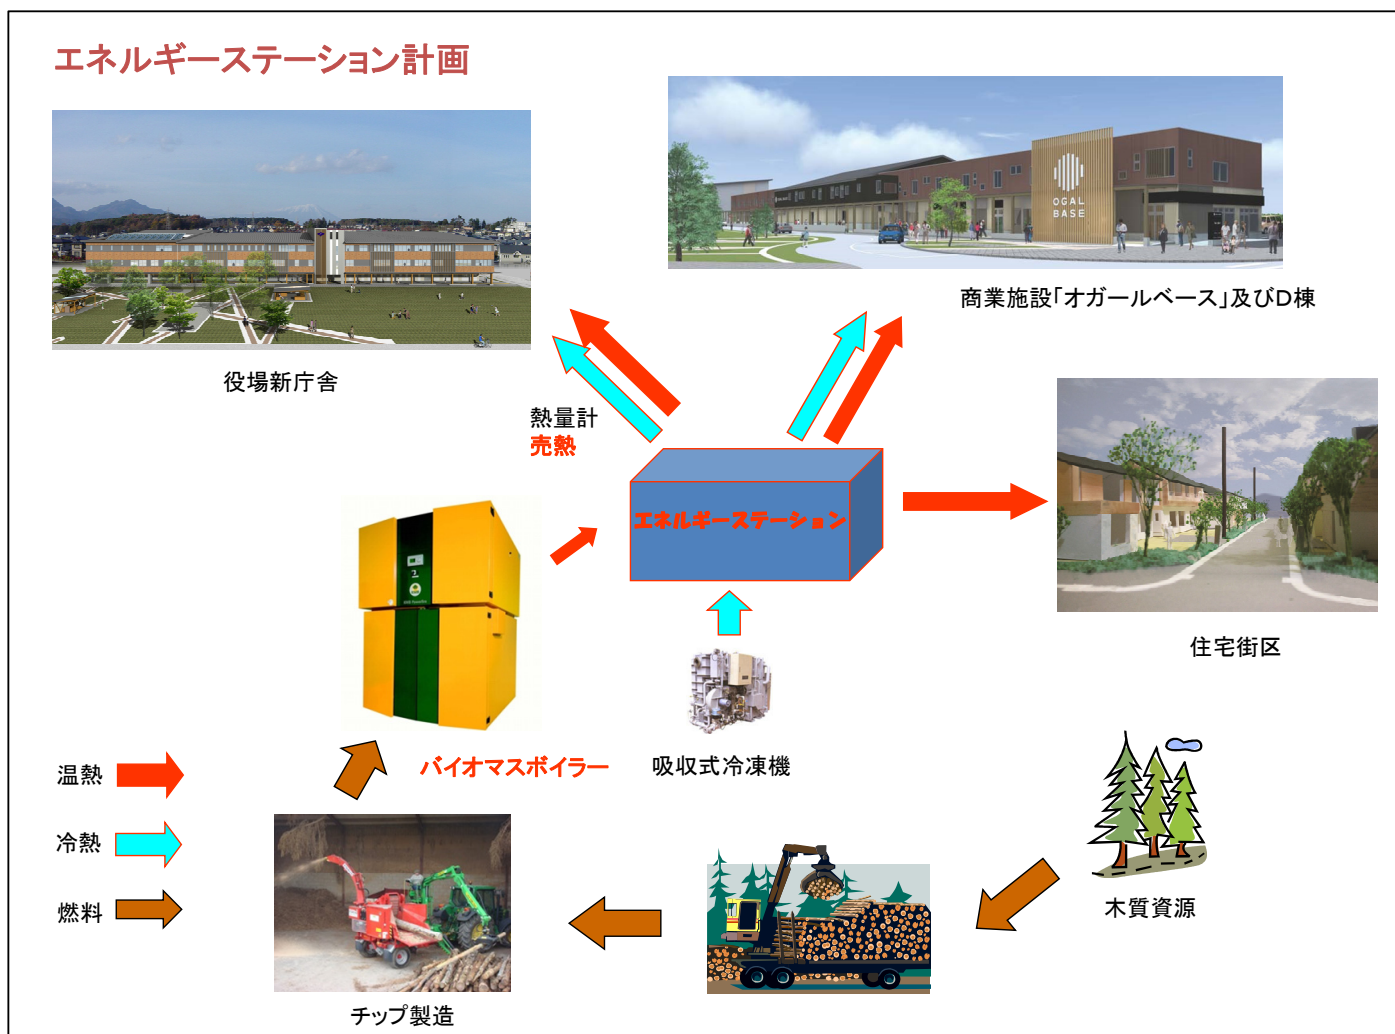 エネルギーステーション計画
OGAL
BASE
商業施設「オガールベース」及びD棟
役場新庁舎
熱量計
売熱
エネルギーステーション
住宅街区
バイオマスボイラー
吸収式冷凍機
温熱
冷熱
燃料
木質資源
チップ製造